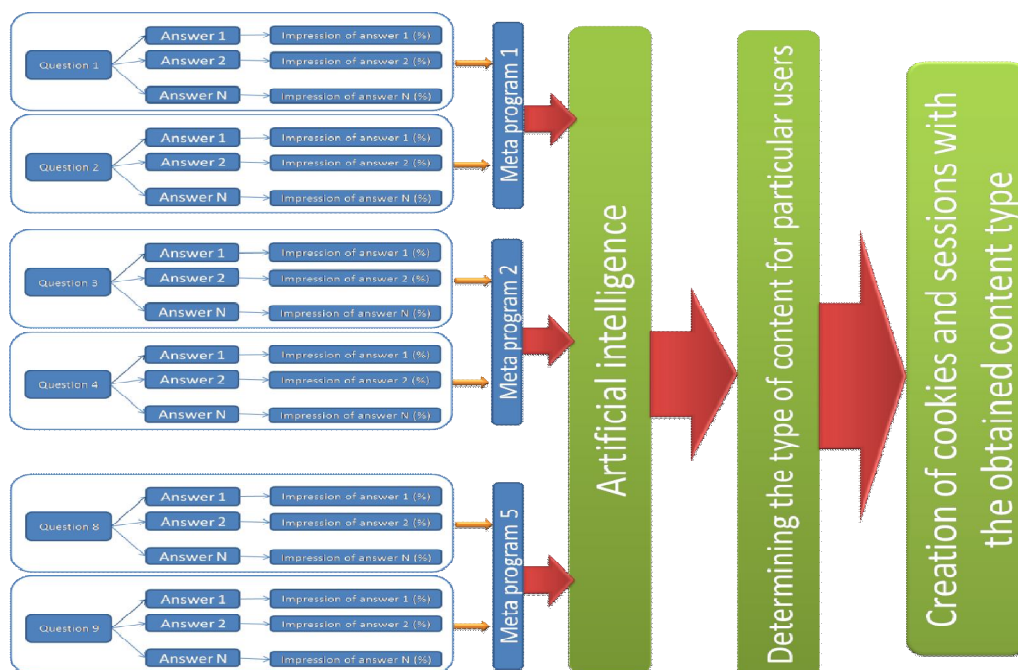 Question 1
Answer 1
Impression of answer 1 (%)
Answer 2
Impression of answer 2 (%)
Answer N
Impression of answer N (%)
Question 2
Answer 1
Impression of answer 1 (%)
Answer 2
Impression of answer 2 (%)
Answer N
Impression of answer N (%)
Meta program 1
Question 3
Answer 1
Impression of answer 1 (%)
Answer 2
Impression of answer 2 (%)
Answer N
Impression of answer N (%)
Question 4
Answer 1
Impression of answer 1 (%)
Answer 2
Impression of answer 2 (%)
Answer N
Impression of answer N (%)
Meta program 2
Question 8
Answer 1
Impression of answer 1 (%)
Answer 2
Impression of answer 2 (%)
Answer N
Impression of answer N (%)
Question 9
Answer 1
Impression of answer 1 (%)
Answer 2
Impression of answer 2 (%)
Answer N
Impression of answer N (%)
Meta program 5
Artificial intelligence
Determining the type of content for particular users
Creation of cookies and sessions with
the obtained content type